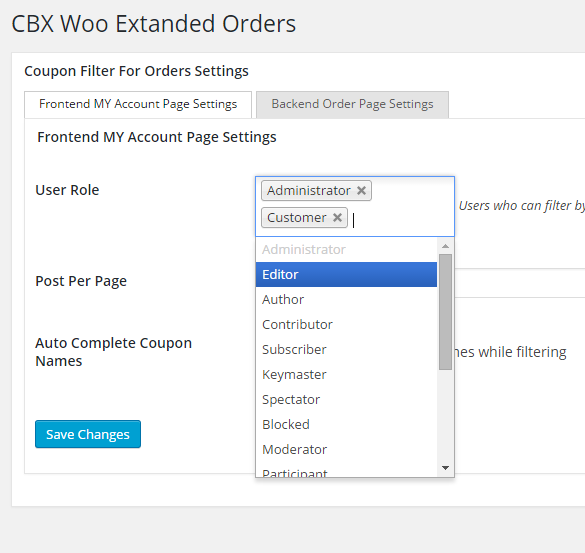 CBX Woo Extanded Orders
Coupon Filter For Orders Settings
Frontend MY Account Page Settings
Backend Order Page Settings
Frontend MY Account Page Settings
User Role
Administrator ×
Customer ×
Users who can filter by
Administrator
Editor
Author
Contributor
Subscriber
Keymaster
Spectator
Blocked
Moderator
Participant
Post Per Page
Auto Complete Coupon
Names
while filtering
Save Changes